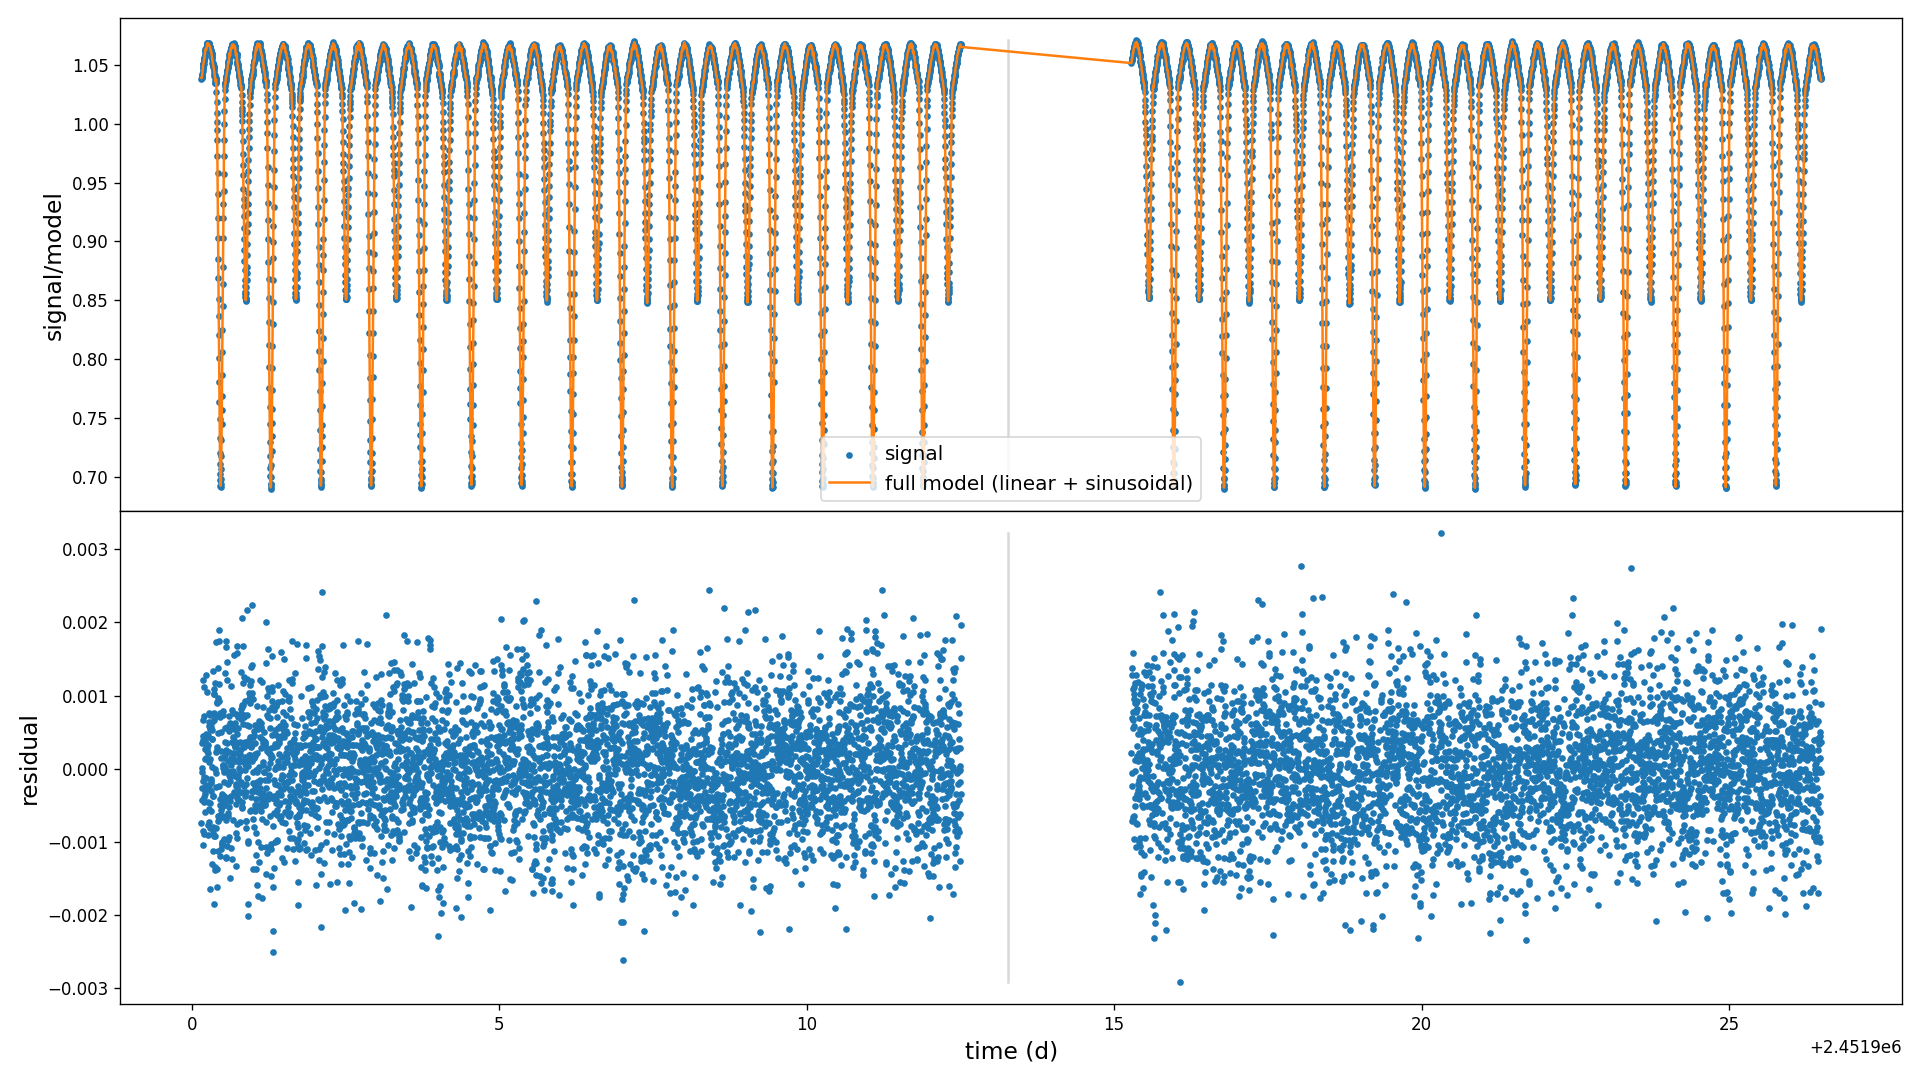 signal/model
1.05
1.00
0.95
0.90
0.85
0.80
0.75
0.70
signal
full model (linear + sinusoidal)
residual
0.003
0.002
0.001
0.000
−0.001
−0.002
−0.003
0 5 10 15 20 25
time (d)
+2.4519e6